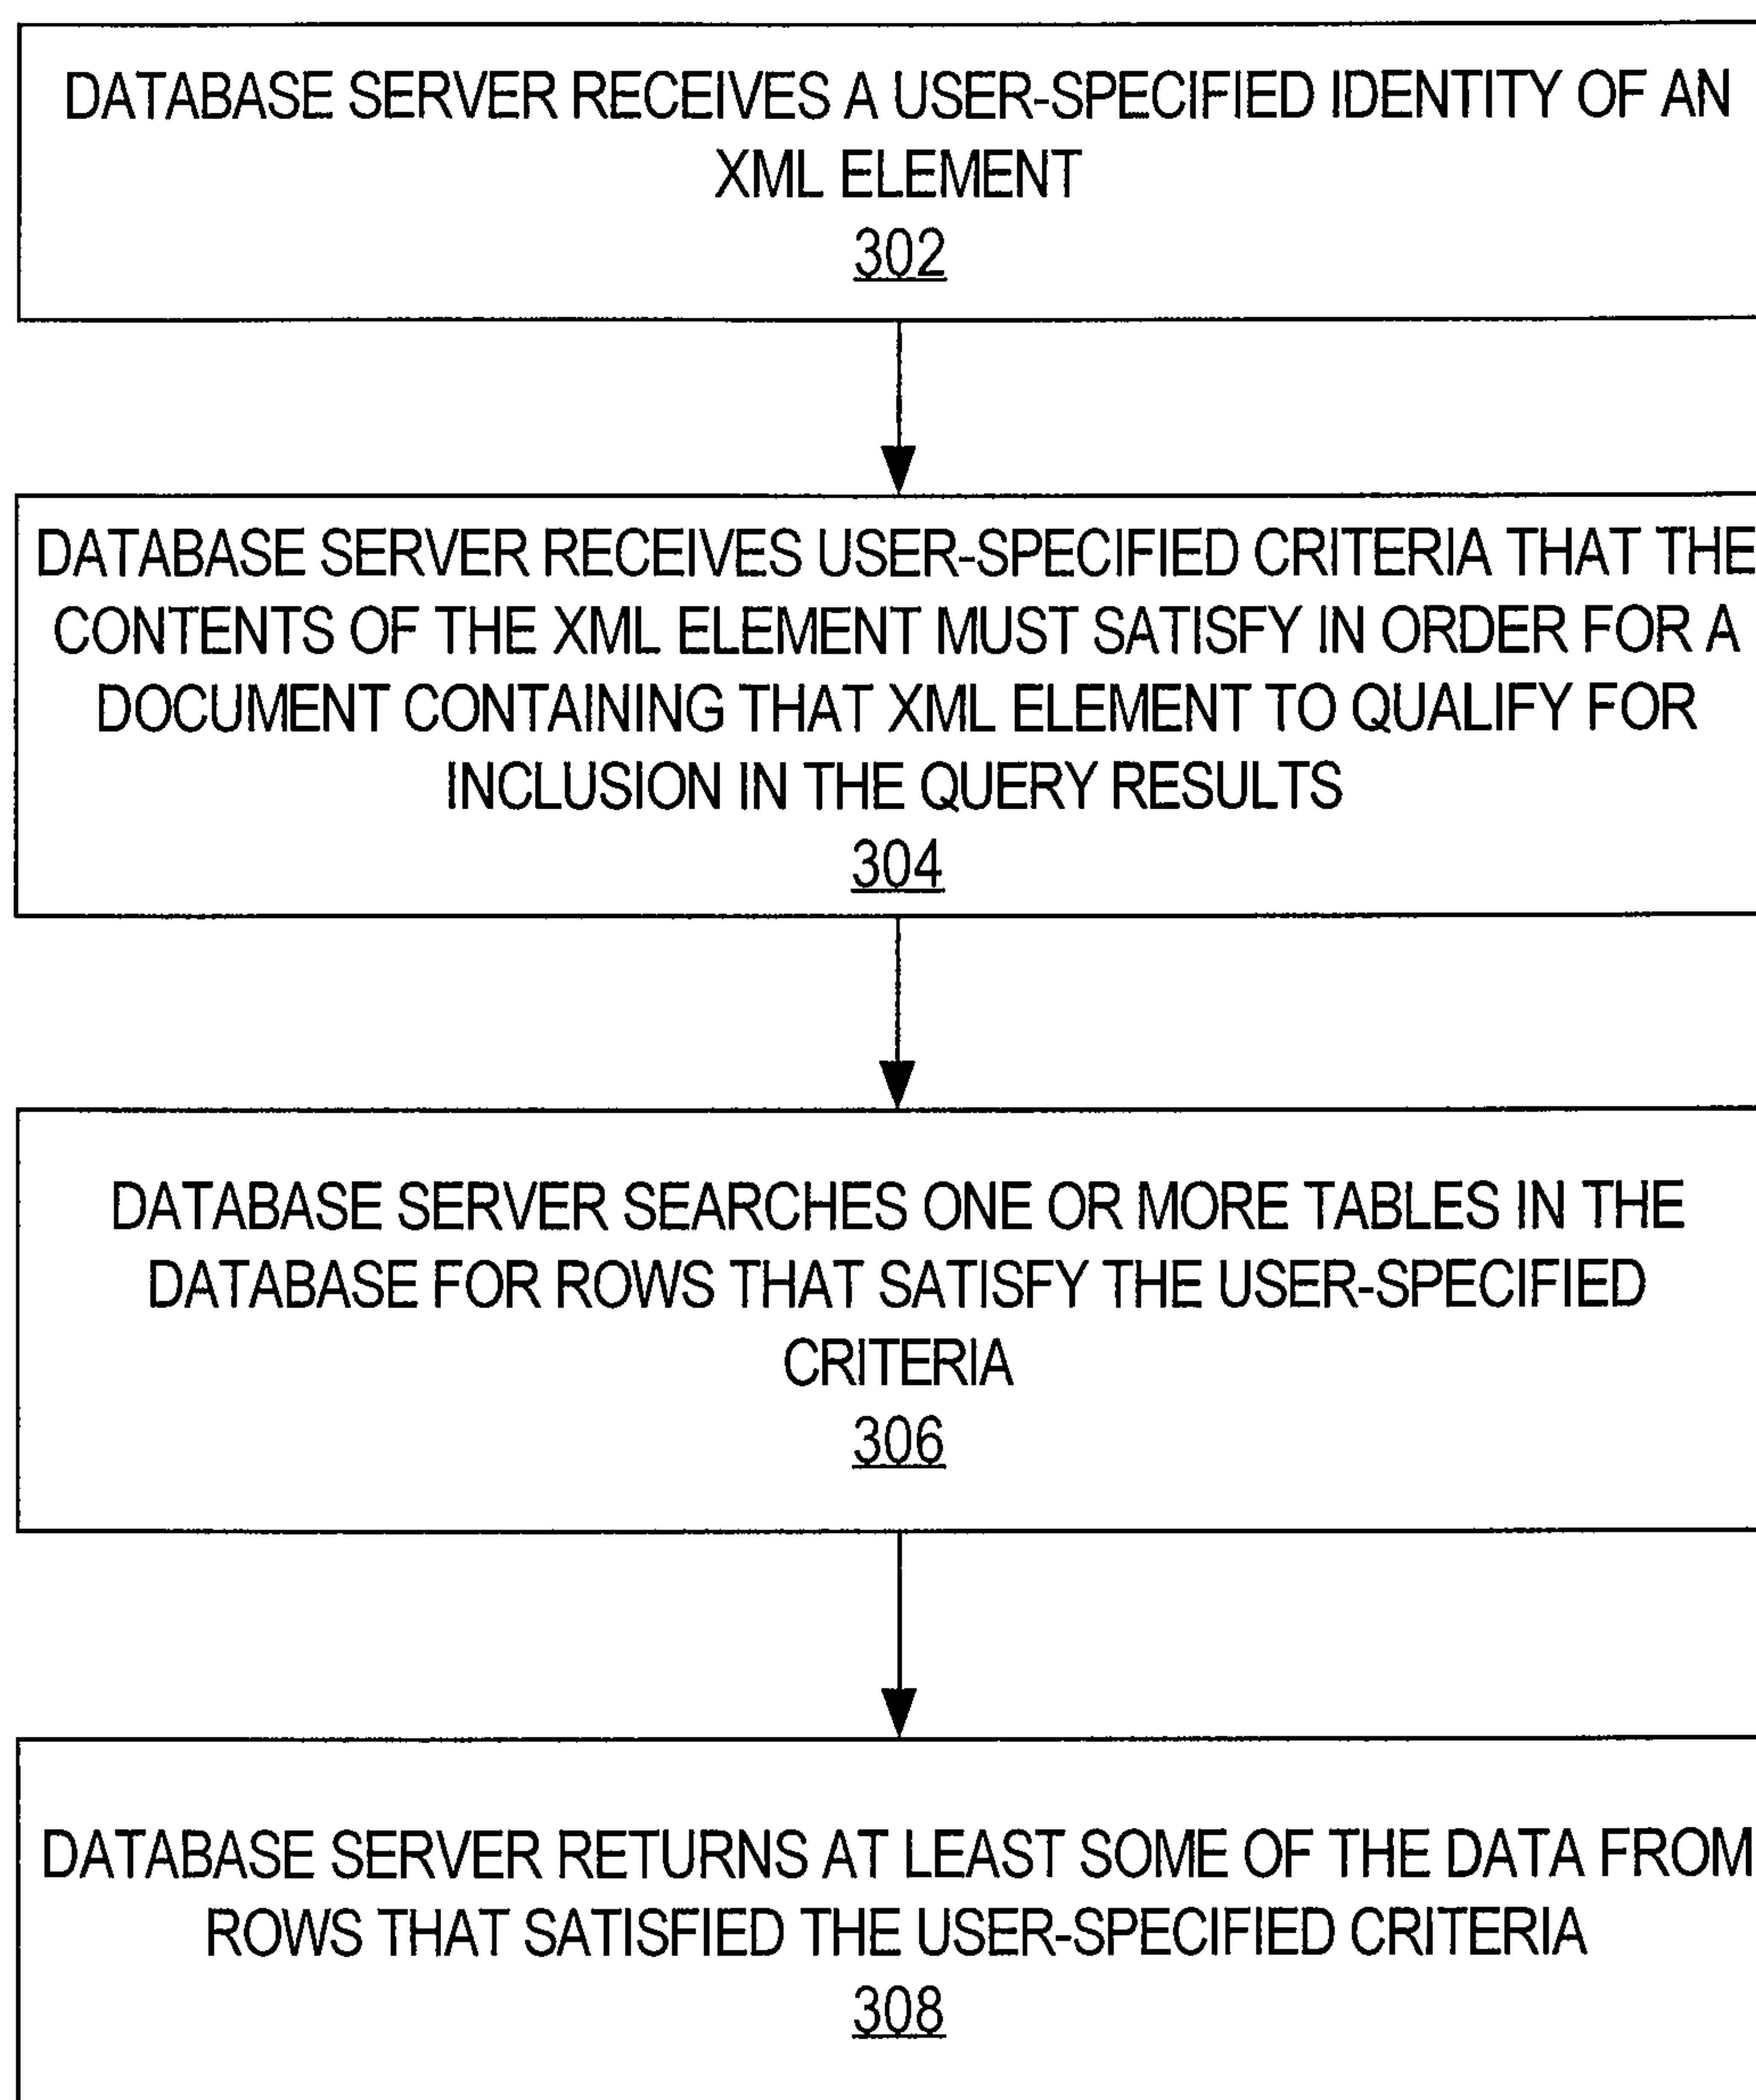 DATABASE SERVER RECEIVES A USER-SPECIFIED IDENTITY OF AN
XML ELEMENT
302
DATABASE SERVER RECEIVES USER-SPECIFIED CRITERIA THAT THE
CONTENTS OF THE XML ELEMENT MUST SATISFY IN ORDER FOR A
DOCUMENT CONTAINING THAT XML ELEMENT TO QUALIFY FOR
INCLUSION IN THE QUERY RESULTS
304
DATABASE SERVER SEARCHES ONE OR MORE TABLES IN THE
DATABASE FOR ROWS THAT SATISFY THE USER-SPECIFIED
CRITERIA
306
DATABASE SERVER RETURNS AT LEAST SOME OF THE DATA FROM
ROWS THAT SATISFIED THE USER-SPECIFIED CRITERIA
308